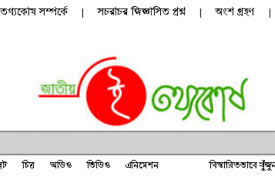 তথ্যকোষ সম্পর্কে | সচরাচর জিজ্ঞাসিত প্রশ্ন | অংশ গ্রহণ |
জাতীয় ই তথ্যকোষ
চিত্র অডিও ভিডিও এনিমেশন বিস্তারিতভাবে খুঁজুন